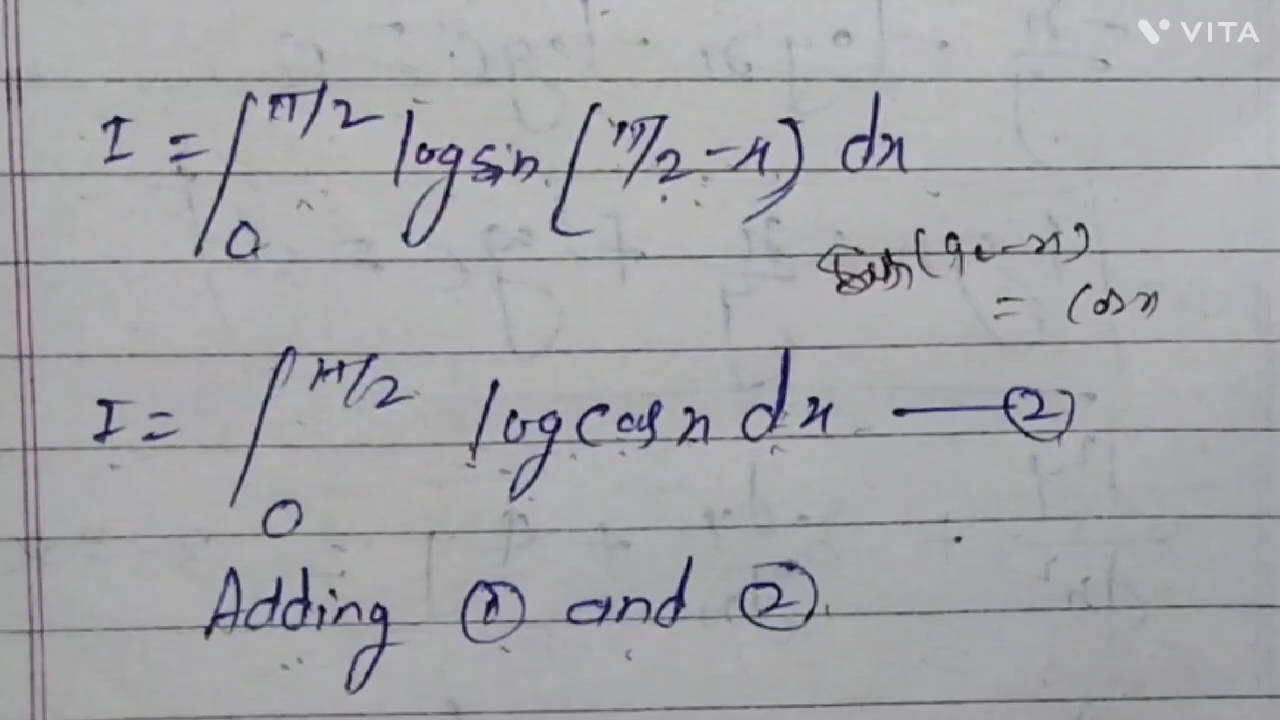 VITA
I = ∫₀^π/2 log sin (π/2 - x) dx
Sin(90 - x)
= Cos x
I = ∫₀^π/2 log cos x dx — ②
Adding ① and ②